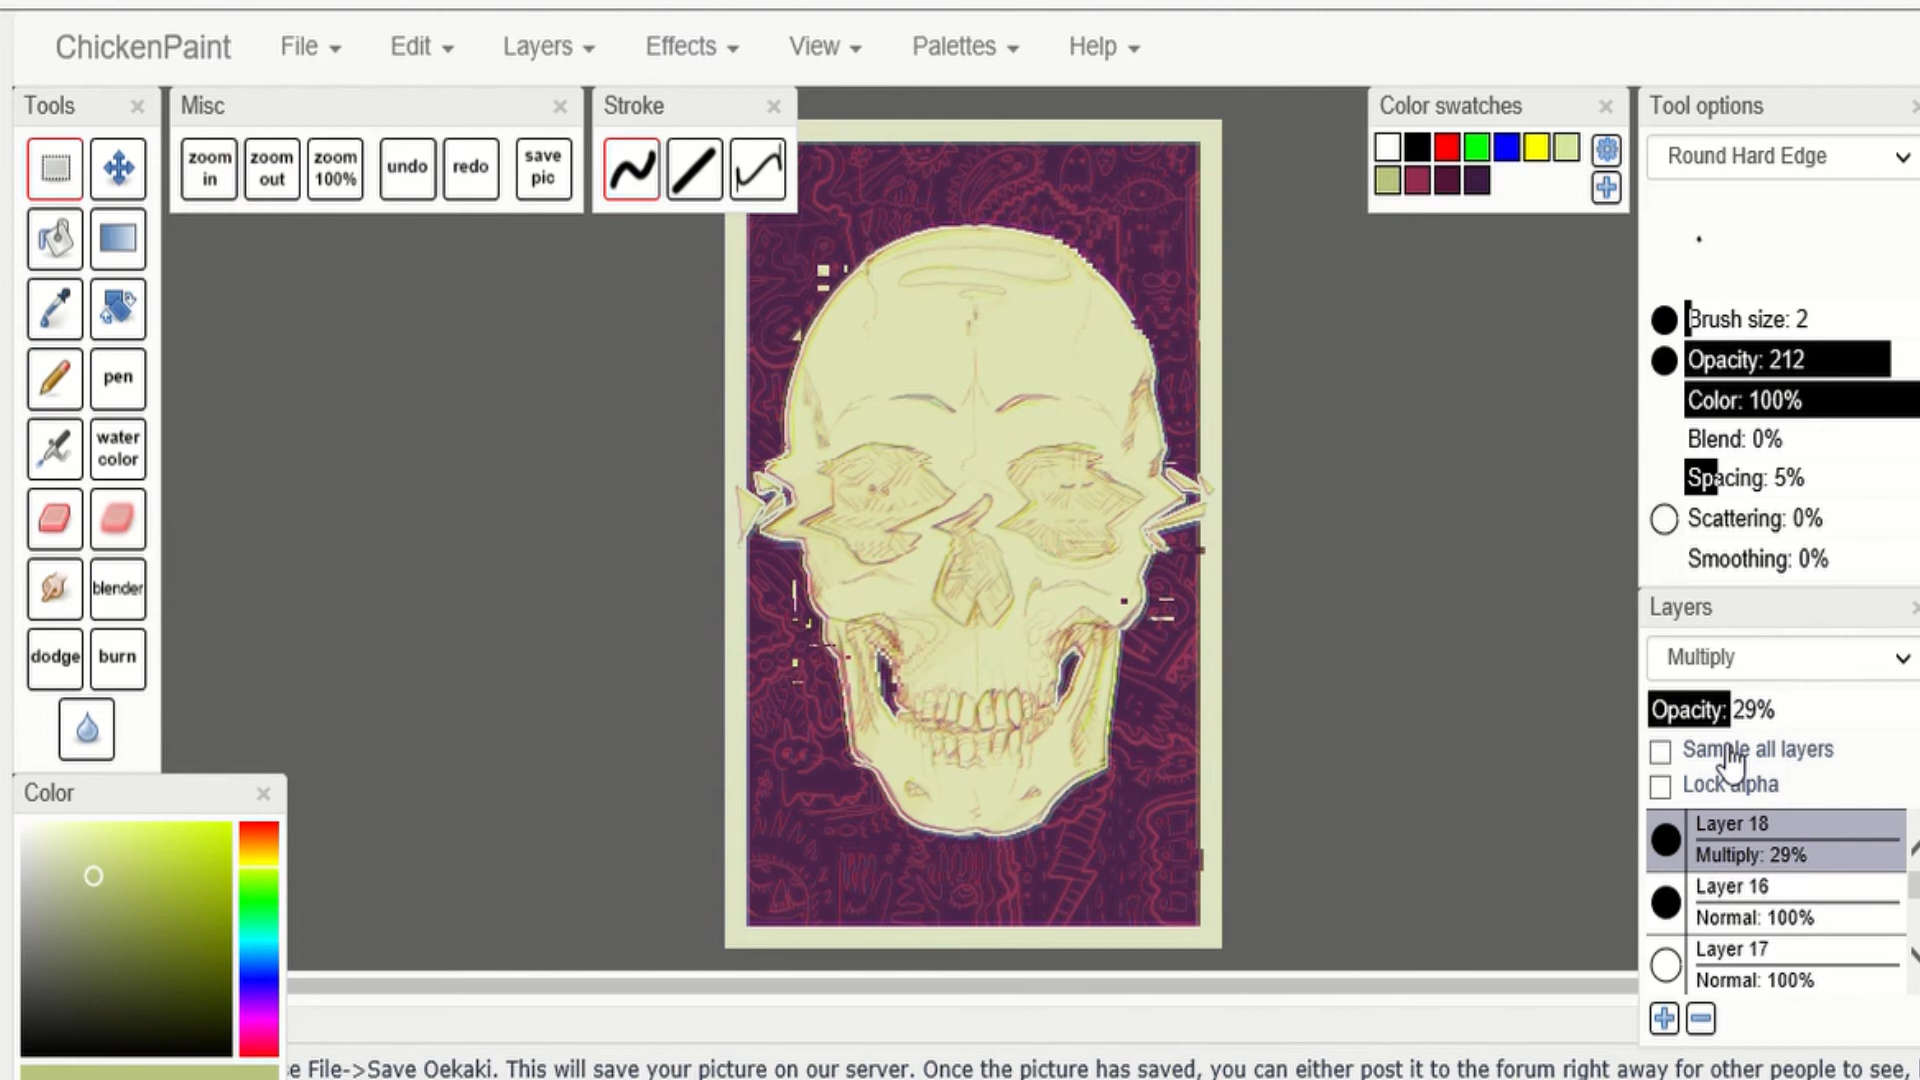 ChickenPaint File Edit Layers Effects View Palettes Help
Tools
Misc
Stroke
Color swatches
Tool options
zoom in
zoom out
zoom 100%
undo
redo
save pic
Round Hard Edge
Brush size: 2
Opacity: 212
Color: 100%
Blend: 0%
Spacing: 5%
Scattering: 0%
Smoothing: 0%
pen
water color
blender
dodge
burn
Layers
Multiply
Opacity: 29%
Sample all layers
Lock alpha
Layer 18
Multiply: 29%
Layer 16
Normal: 100%
Layer 17
Normal: 100%
Color
e File->Save Oekaki. This will save your picture on our server. Once the picture has saved, you can either post it to the forum right away for other people to see,